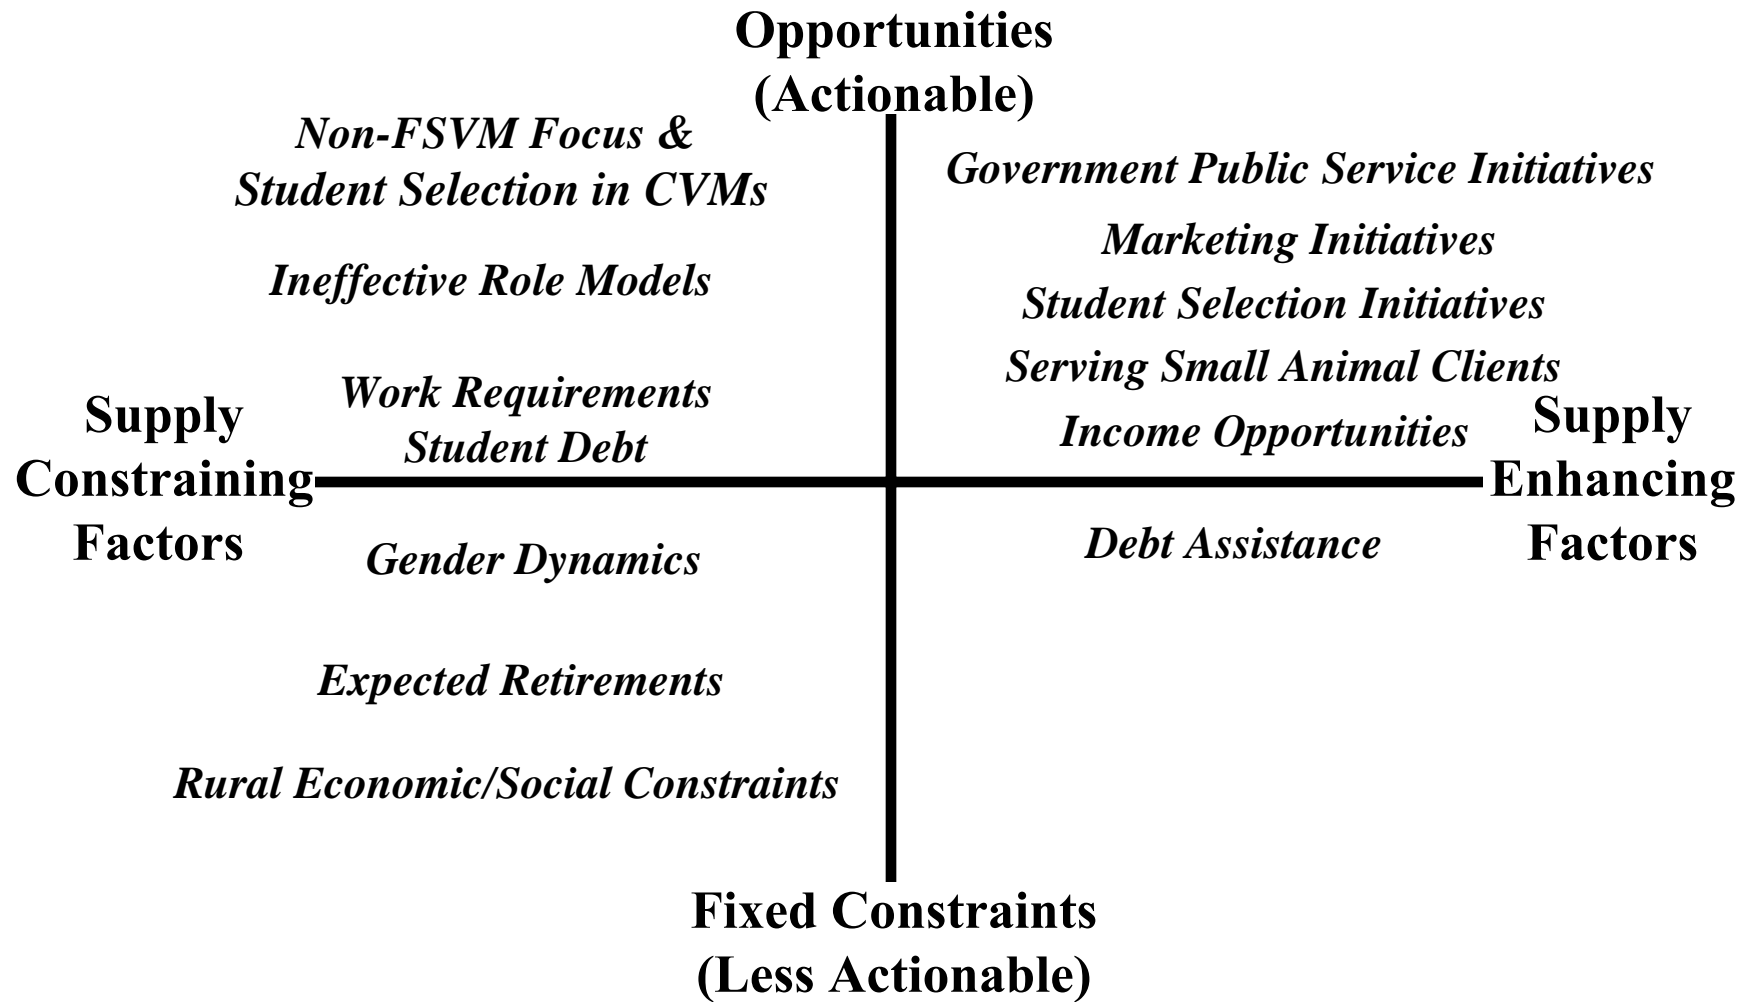 Opportunities
(Actionable)
Non-FSVM Focus &
Student Selection in CVMs
Government Public Service Initiatives
Marketing Initiatives
Ineffective Role Models
Student Selection Initiatives
Serving Small Animal Clients
Work Requirements
Income Opportunities
Student Debt
Supply
Constraining
Factors
Supply
Enhancing
Factors
Gender Dynamics
Debt Assistance
Expected Retirements
Rural Economic/Social Constraints
Fixed Constraints
(Less Actionable)